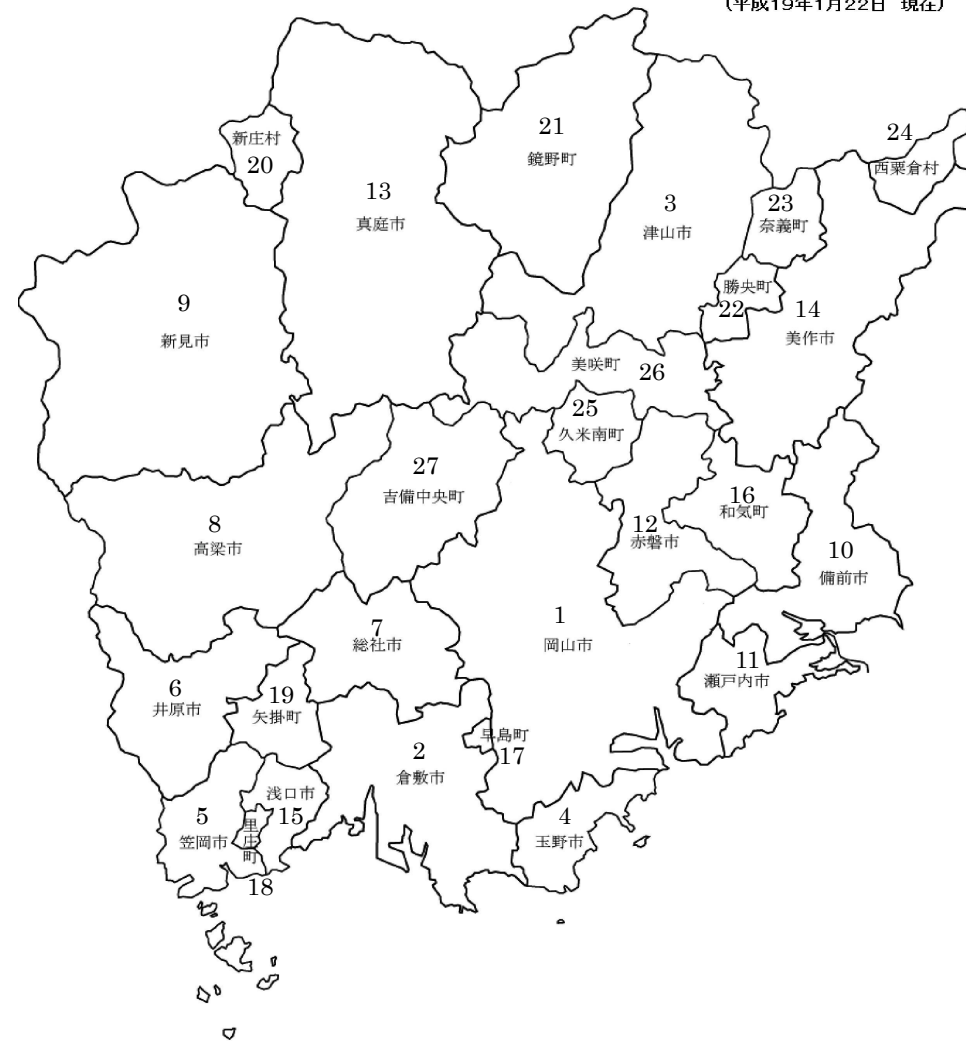 (平成19年1月22日 現在)
24
西粟倉村
21
鏡野町
新庄村
20
13
真庭市
3
津山市
23
奈義町
勝央町
22
14
美作市
9
新見市
美咲町
26
25
久米南町
27
吉備中央町
16
和気町
8
高梁市
12
赤磐市
10
備前市
1
岡山市
7
総社市
11
瀬戸内市
6
井原市
19
矢掛町
早島町
17
2
倉敷市
浅口市
15
5
笠岡市
里庄町
18
4
玉野市